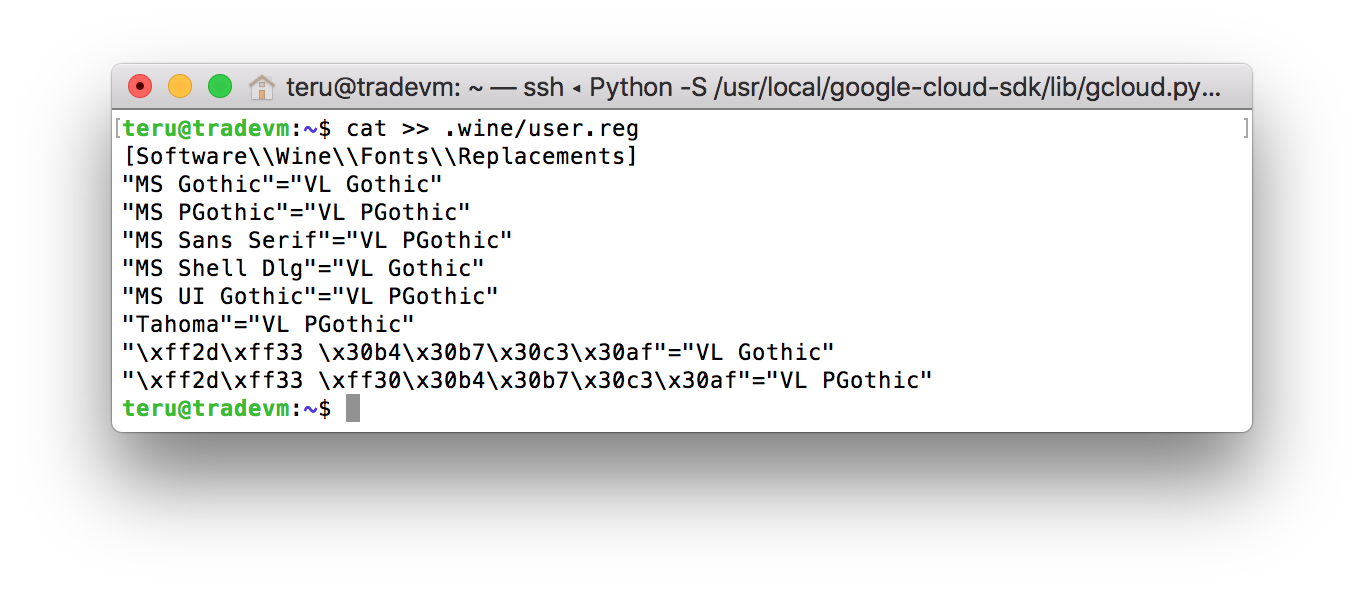 teru@tradevm: ~ — ssh ◂ Python -S /usr/local/google-cloud-sdk/lib/gcloud.py...
[teru@tradevm:~$ cat >> .wine/user.reg ]
[Software\\Wine\\Fonts\\Replacements]
"MS Gothic"="VL Gothic"
"MS PGothic"="VL PGothic"
"MS Sans Serif"="VL PGothic"
"MS Shell Dlg"="VL Gothic"
"MS UI Gothic"="VL PGothic"
"Tahoma"="VL PGothic"
"\xff2d\xff33 \x30b4\x30b7\x30c3\x30af"="VL Gothic"
"\xff2d\xff33 \xff30\x30b4\x30b7\x30c3\x30af"="VL PGothic"
teru@tradevm:~$